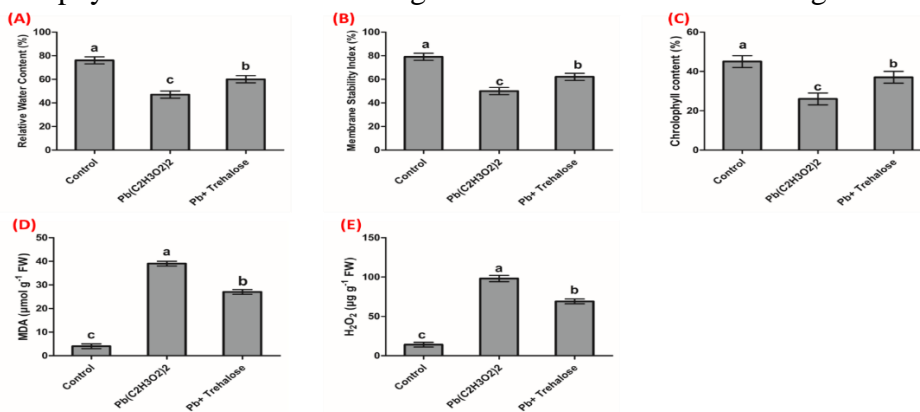 (A)
Relative Water Content (%)
100
80
60
40
20
0
a
c
b
Control
Pb(C2H3O2)2
Pb+ Trehalose
(B)
Membrane Stability Index (%)
100
80
60
40
20
0
a
c
b
Control
Pb(C2H3O2)2
Pb+ Trehalose
(C)
Chrolophyll content (%)
60
40
20
0
a
c
b
Control
Pb(C2H3O2)2
Pb+ Trehalose
(D)
MDA (µmol g⁻¹ FW)
50
40
30
20
10
0
c
a
b
Control
Pb(C2H3O2)2
Pb+ Trehalose
(E)
H₂O₂ (µg g⁻¹ FW)
150
100
50
0
c
a
b
Control
Pb(C2H3O2)2
Pb+ Trehalose